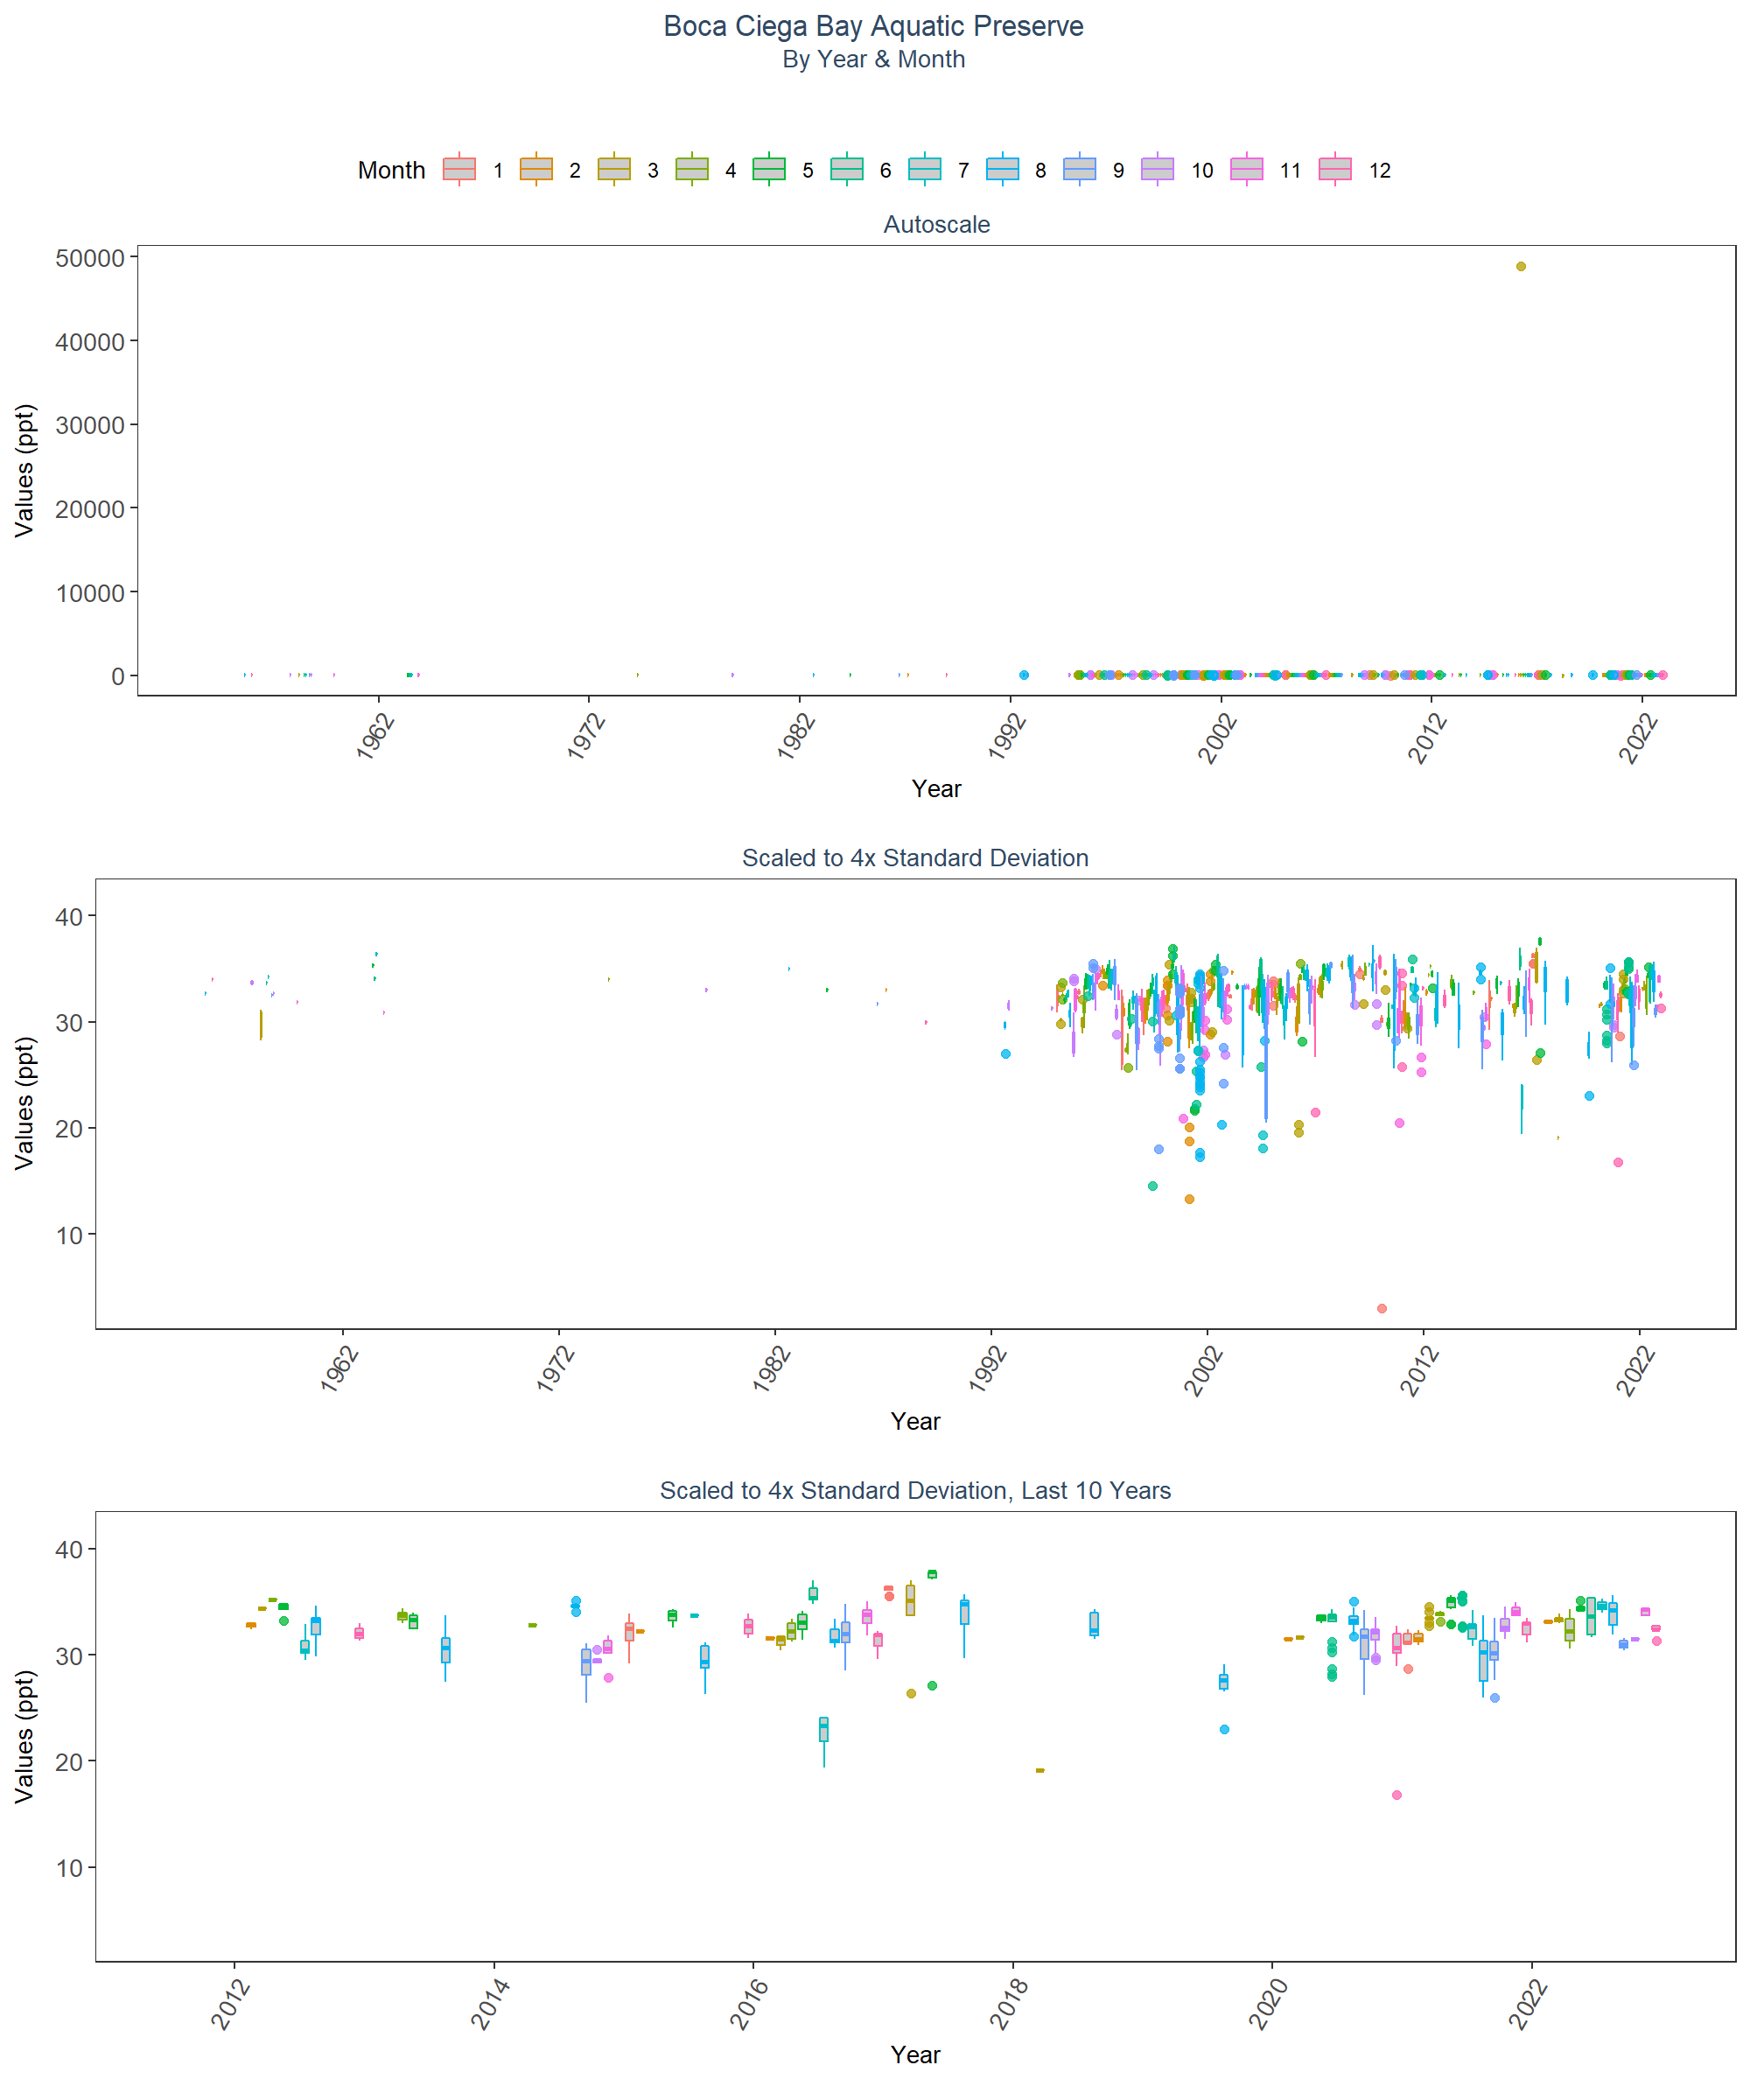 Boca Ciega Bay Aquatic Preserve
By Year & Month
Month 1 2 3 4 5 6 7 8 9 10 11 12
Autoscale
50000
40000
30000
20000
10000
0
Values (ppt)
1962 1972 1982 1992 2002 2012 2022
Year
Scaled to 4x Standard Deviation
40
30
20
10
Values (ppt)
1962 1972 1982 1992 2002 2012 2022
Year
Scaled to 4x Standard Deviation, Last 10 Years
40
30
20
10
Values (ppt)
2012 2014 2016 2018 2020 2022
Year